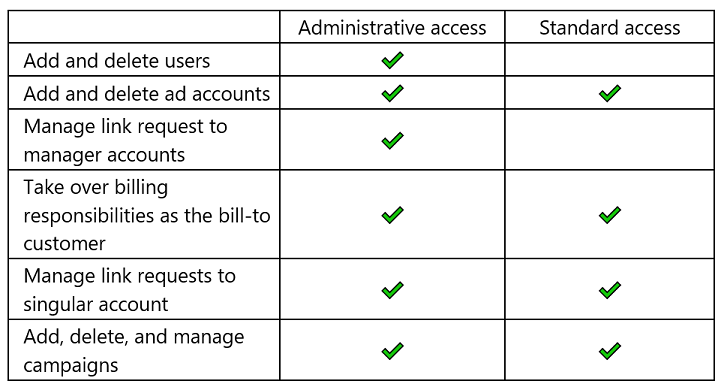 Administrative access Standard access
Add and delete users ✔
Add and delete ad accounts ✔ ✔
Manage link request to
manager accounts ✔
Take over billing
responsibilities as the bill-to
customer ✔ ✔
Manage link requests to
singular account ✔ ✔
Add, delete, and manage
campaigns ✔ ✔